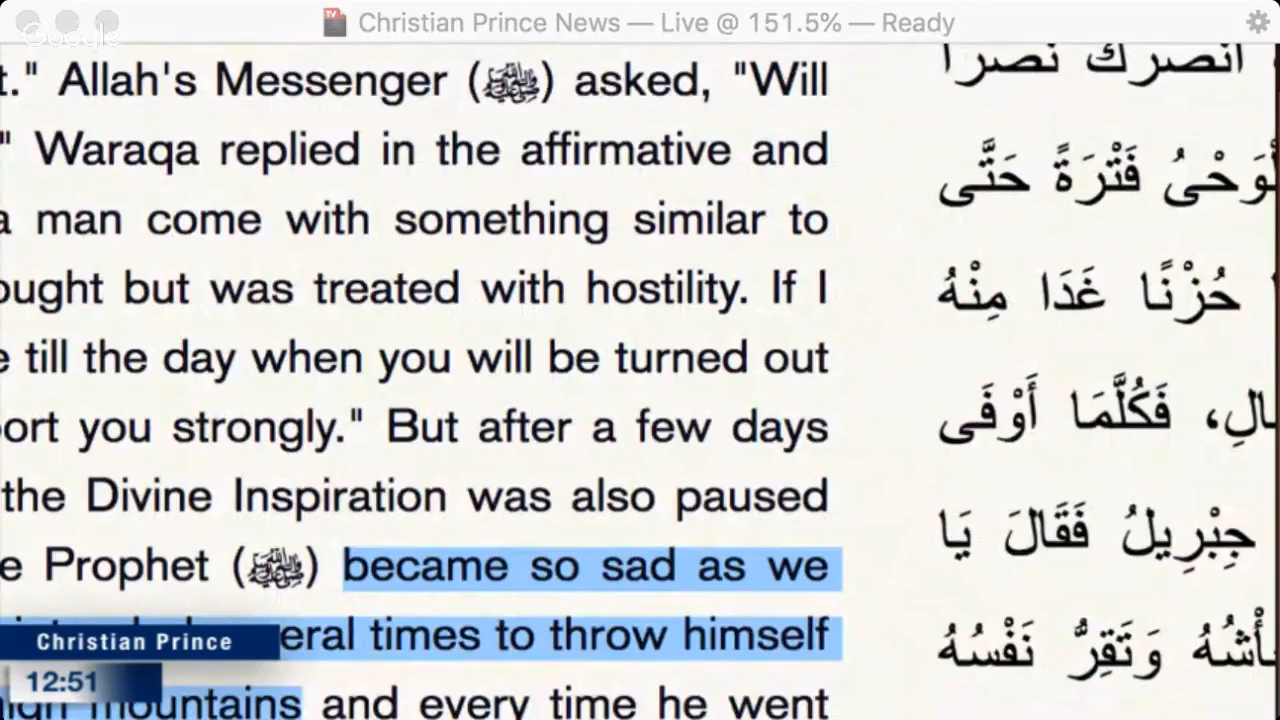 Christian Prince News — Live @ 151.5% — Ready
Google
t." Allah's Messenger (ﷺ) asked, "Will
" Waraqa replied in the affirmative and
a man come with something similar to
ought but was treated with hostility. If I
e till the day when you will be turned out
port you strongly." But after a few days
the Divine Inspiration was also paused
e Prophet (ﷺ) became so sad as we
eral times to throw himself
mountains and every time he went
أنصرك نصرا
الْوَحْىُ فَتْرَةً حَتَّى
حُزْنًا غَدَا مِنْهُ
فَكُلَّمَا أَوْفَى
جِبْرِيلُ فَقَالَ يَا
وَتَقِرُّ نَفْسُهُ
Christian Prince
12:51